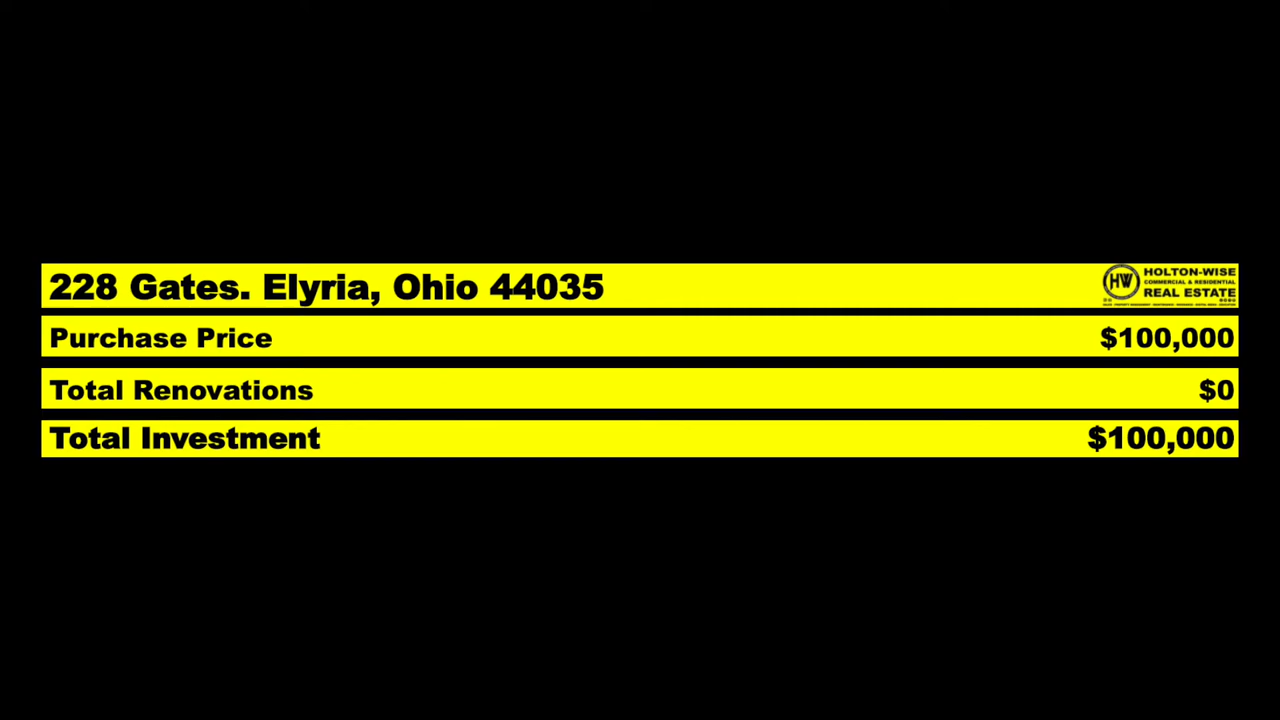 228 Gates. Elyria, Ohio 44035
HW
HOLTON-WISE
COMMERCIAL & RESIDENTIAL
REAL ESTATE
Purchase Price $100,000
Total Renovations $0
Total Investment $100,000